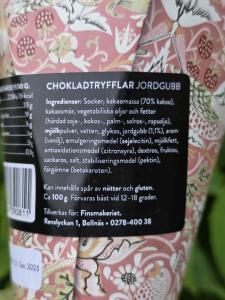 CHOKLADTRYFFLAR JORDGUBB
Ingredienser: Socker, kakaomassa (70% kakao),
kakaosmör, vegetabiliska oljor och fetter
(härdad soja-, kokos-, palm-, solros-, rapsolja),
mjölkpulver, vatten, glykos, jordgubb (1,1%), arom
(vanilj), emulgeringsmedel (sojalecitin), mjölkfett,
antioxidationsmedel (citronsyra), dextros, fruktos,
sackaros, salt, stabiliseringsmedel (pektin),
färgämne (betakaroten).
Kan innehålla spår av nötter och gluten.
Ca 100 g. Förvaras bäst vid 12–18 grader.
Tillverkas för: Finsmakeriet.
Renslyckan 1, Bollnäs • 0278-400 38
2025